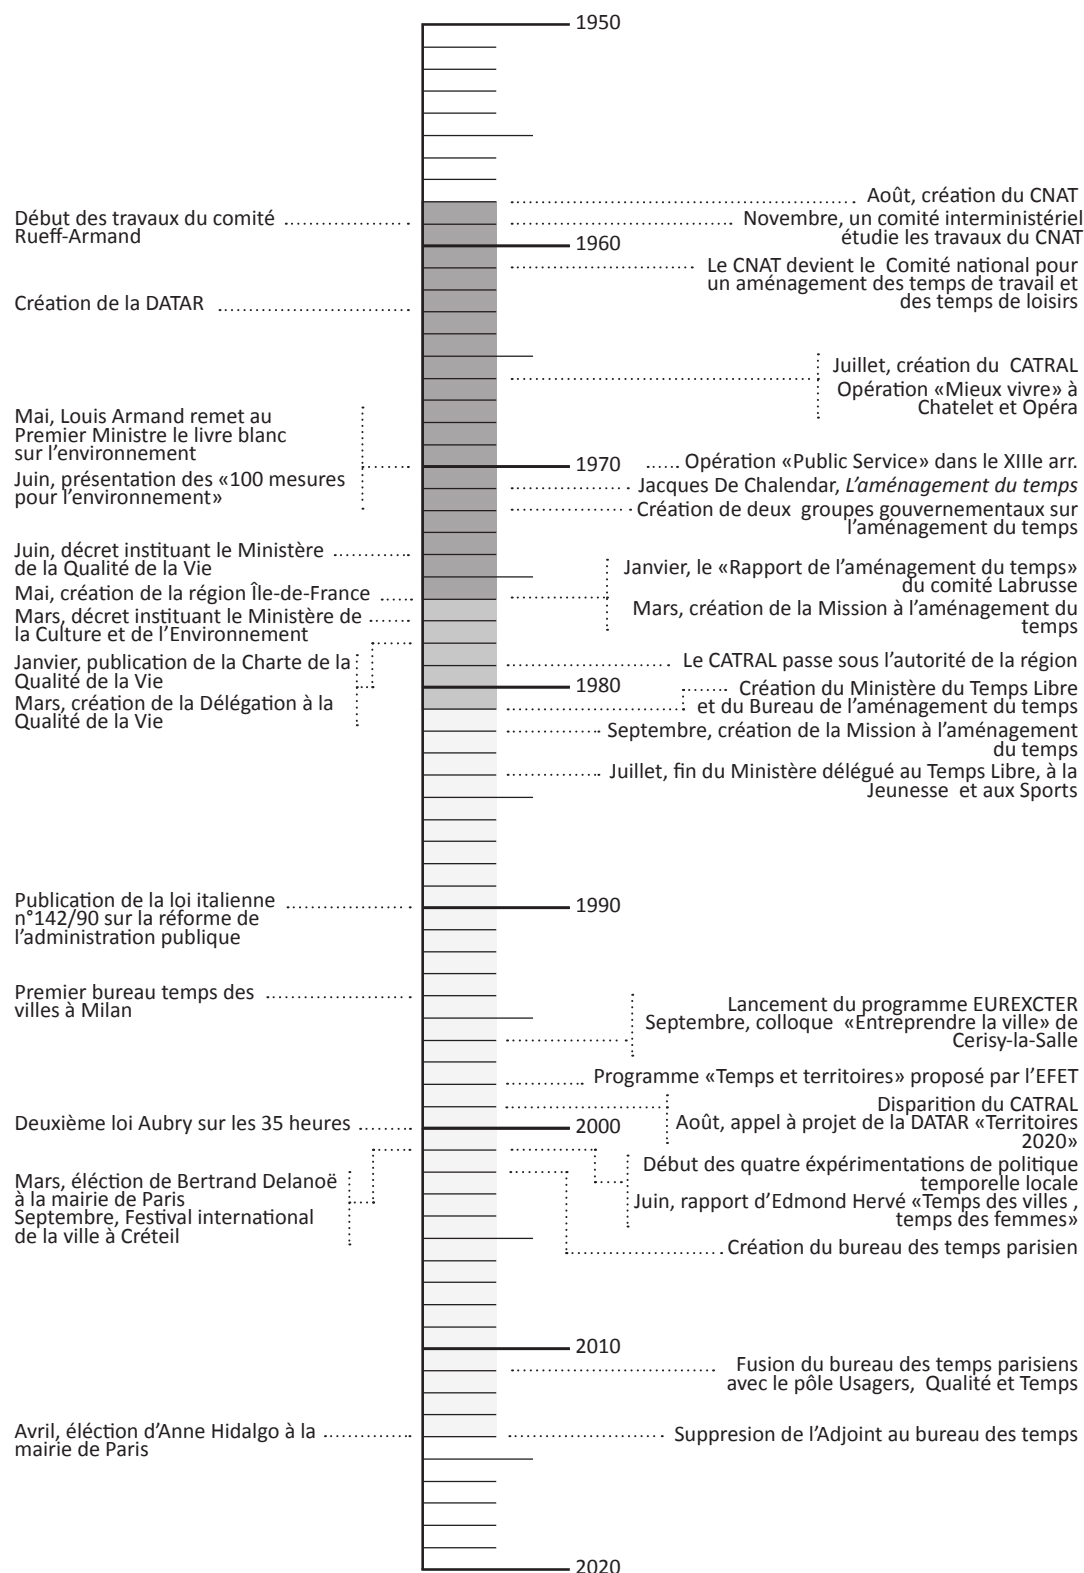 1950
Août, création du CNAT
Début des travaux du comité
Rueff-Armand
Novembre, un comité interministériel
étudie les travaux du CNAT
1960
Le CNAT devient le Comité national pour
un aménagement des temps de travail et
des temps de loisirs
Création de la DATAR
Juillet, création du CATRAL
Opération «Mieux vivre» à
Chatelet et Opéra
Mai, Louis Armand remet au
Premier Ministre le livre blanc
sur l'environnement
Juin, présentation des «100 mesures
pour l'environnement»
1970
Opération «Public Service» dans le XIIIe arr.
Jacques De Chalendar, L'aménagement du temps
Création de deux groupes gouvernementaux sur
l'aménagement du temps
Juin, décret instituant le Ministère
de la Qualité de la Vie
Mai, création de la région Île-de-France
Janvier, le «Rapport de l'aménagement du temps»
du comité Labrusse
Mars, création de la Mission à l'aménagement du
temps
Mars, décret instituant le Ministère de
la Culture et de l'Environnement
Janvier, publication de la Charte de la
Qualité de la Vie
Mars, création de la Délégation à la
Qualité de la Vie
Le CATRAL passe sous l'autorité de la région
1980
Création du Ministère du Temps Libre
et du Bureau de l'aménagement du temps
Septembre, création de la Mission à l'aménagement
du temps
Juillet, fin du Ministère délégué au Temps Libre, à la
Jeunesse et aux Sports
Publication de la loi italienne
n°142/90 sur la réforme de
l'administration publique
1990
Premier bureau temps des
villes à Milan
Lancement du programme EUREXCTER
Septembre, colloque «Entreprendre la ville» de
Cerisy-la-Salle
Programme «Temps et territoires» proposé par l'EFET
Disparition du CATRAL
Août, appel à projet de la DATAR «Territoires
2020»
Deuxième loi Aubry sur les 35 heures
2000
Début des quatre éxpérimentations de politique
temporelle locale
Juin, rapport d'Edmond Hervé «Temps des villes ,
temps des femmes»
Mars, éléction de Bertrand Delanoë
à la mairie de Paris
Septembre, Festival international
de la ville à Créteil
Création du bureau des temps parisien
2010
Fusion du bureau des temps parisiens
avec le pôle Usagers, Qualité et Temps
Avril, éléction d'Anne Hidalgo à la
mairie de Paris
Suppresion de l'Adjoint au bureau des temps
2020